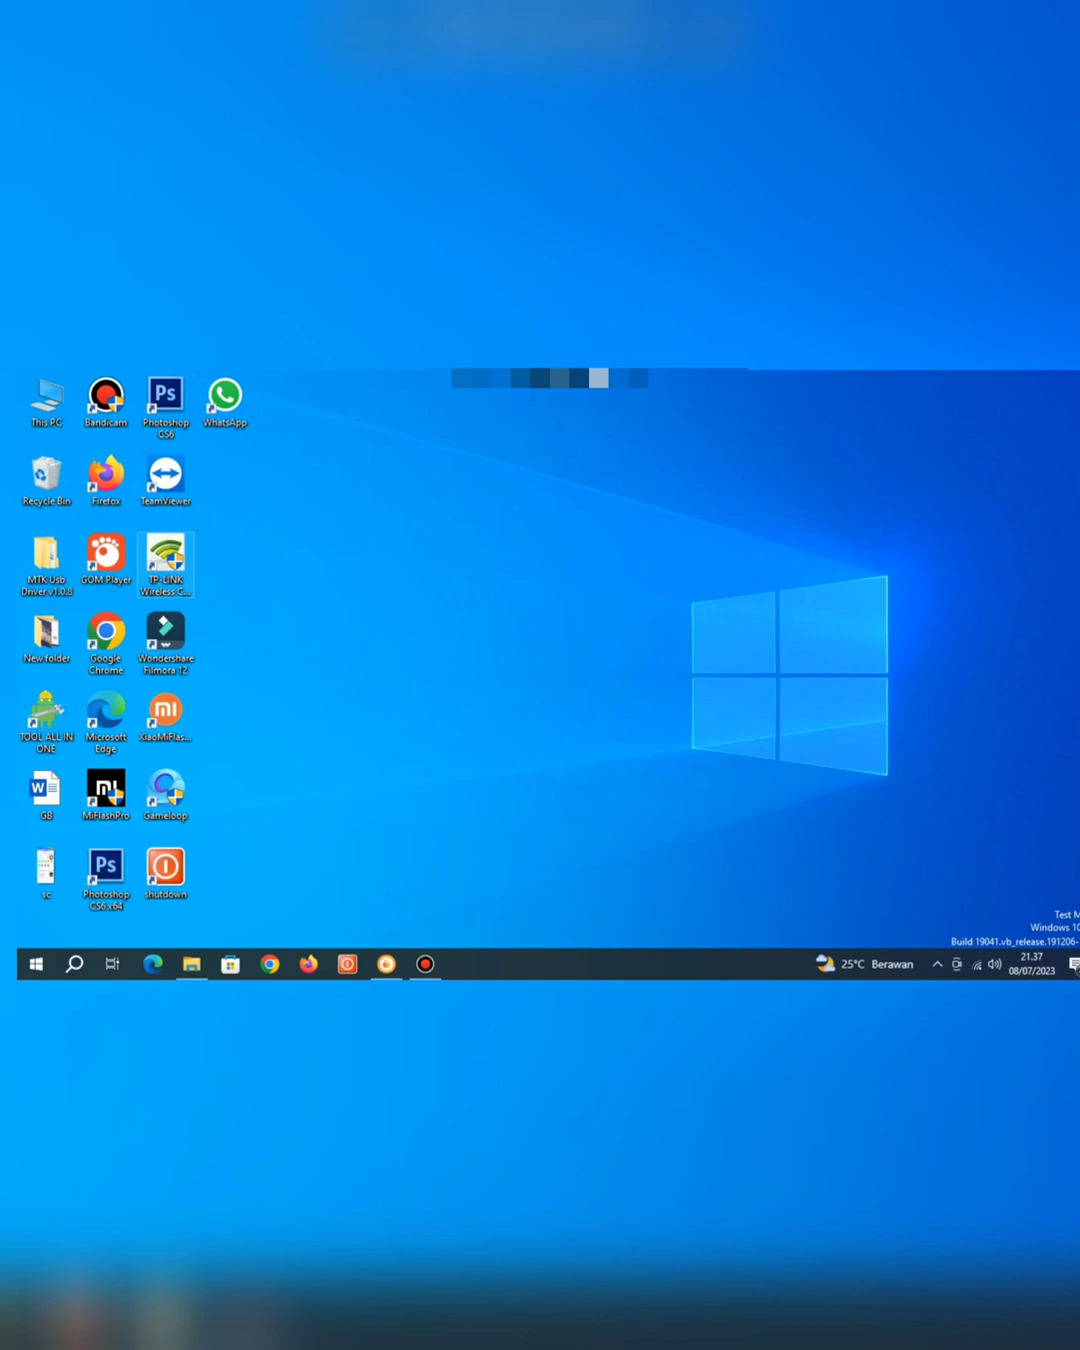 This PC
Bandicam
Photoshop
CS6
WhatsApp
Recycle Bin
Firefox
TeamViewer
MTK Usb
Driver v1.0.8
GOM Player
TP-LINK
Wireless C...
New folder
Google
Chrome
Wondershare
Filmora 12
TOOL ALL IN
ONE
Microsoft
Edge
XiaoMiFlas...
GB
MiFlashPro
Gameloop
sc
Photoshop
CS6 x64
shutdown
Test M
Windows 10
Build 19041.vb_release.191206-
25°C Berawan
21.37
08/07/2023